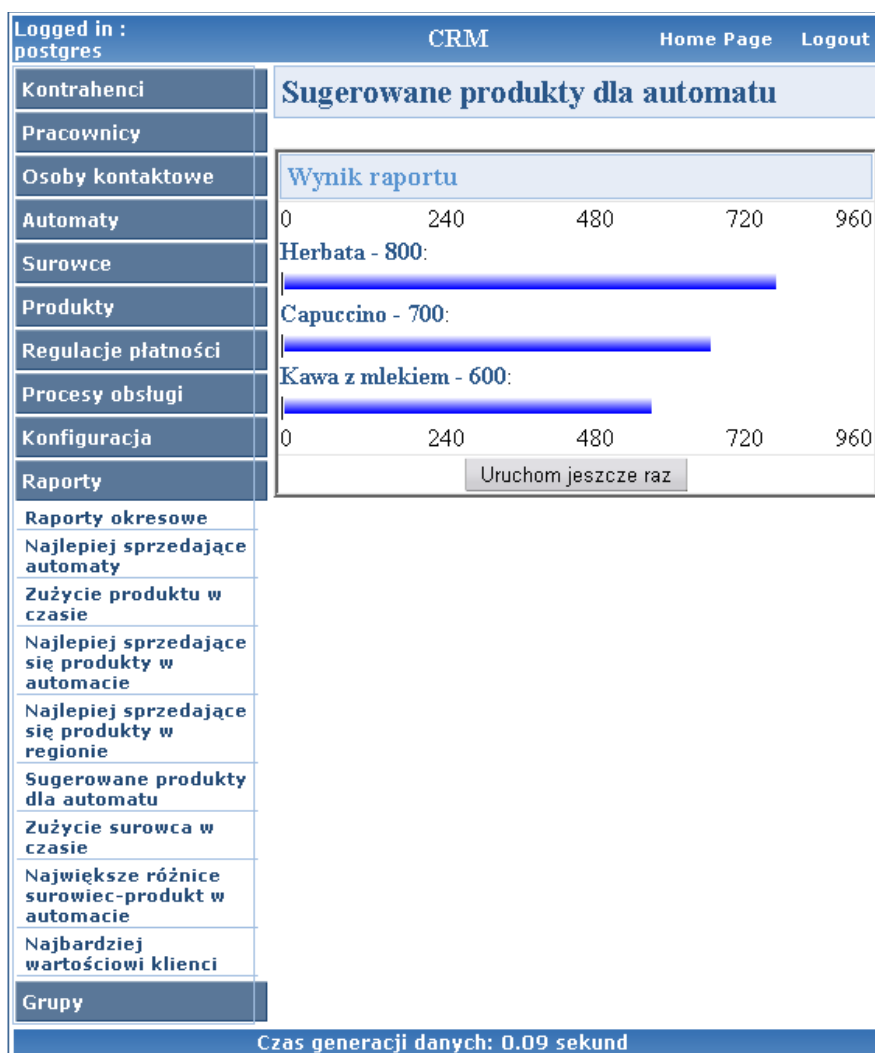 Logged in :
postgres
CRM
Home Page
Logout
Kontrahenci
Pracownicy
Osoby kontaktowe
Automaty
Surowce
Produkty
Regulacje płatności
Procesy obsługi
Konfiguracja
Raporty
Raporty okresowe
Najlepiej sprzedające
automaty
Zużycie produktu w
czasie
Najlepiej sprzedające
się produkty w
automacie
Najlepiej sprzedające
się produkty w
regionie
Sugerowane produkty
dla automatu
Zużycie surowca w
czasie
Największe różnice
surowiec-produkt w
automacie
Najbardziej
wartościowi klienci
Grupy
Sugerowane produkty dla automatu
Wynik raportu
0 240 480 720 960
Herbata - 800:
Capuccino - 700:
Kawa z mlekiem - 600:
0 240 480 720 960
Uruchom jeszcze raz
Czas generacji danych: 0.09 sekund